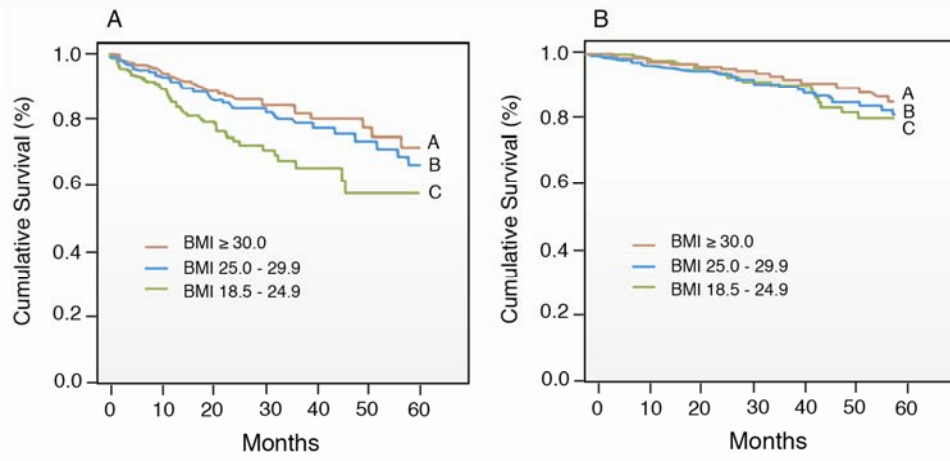 A
Cumulative Survival (%)
1.0
0.8
0.6
0.4
0.2
0.0
A
B
C
BMI ≥ 30.0
BMI 25.0 - 29.9
BMI 18.5 - 24.9
0 10 20 30 40 50 60
Months
B
Cumulative Survival (%)
1.0
0.8
0.6
0.4
0.2
0.0
A
B
C
BMI ≥ 30.0
BMI 25.0 - 29.9
BMI 18.5 - 24.9
0 10 20 30 40 50 60
Months